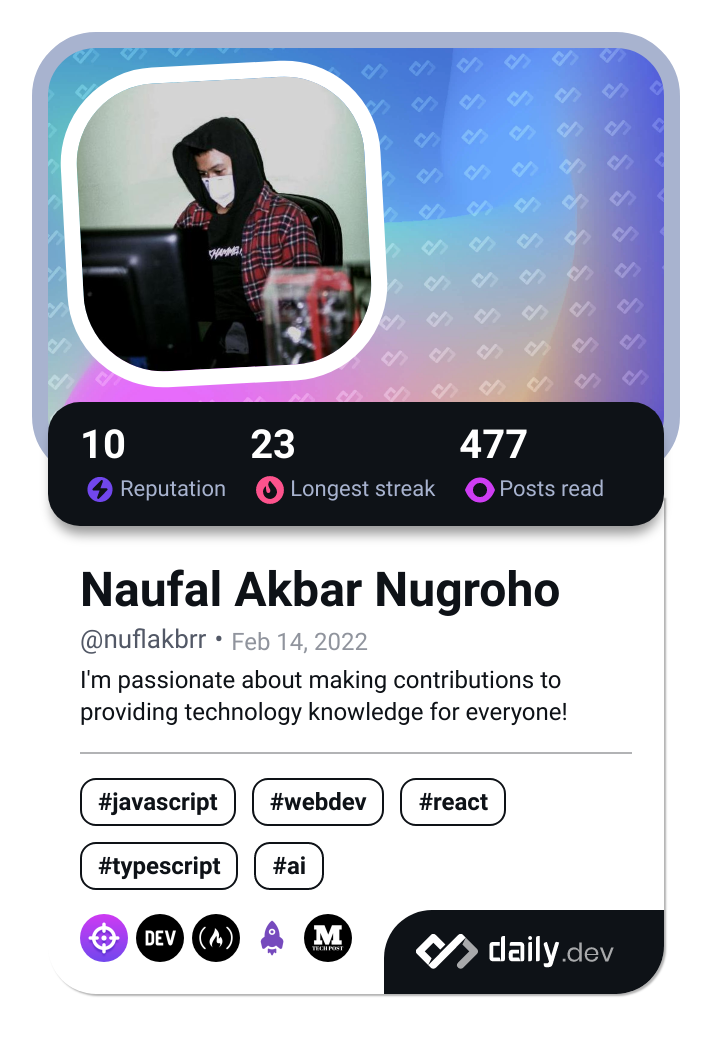 10 23 477
Reputation Longest streak Posts read
Naufal Akbar Nugroho
@nuflakbrr • Feb 14, 2022
I'm passionate about making contributions to
providing technology knowledge for everyone!
#javascript #webdev #react
#typescript #ai
DEV M daily.dev
TECH POST